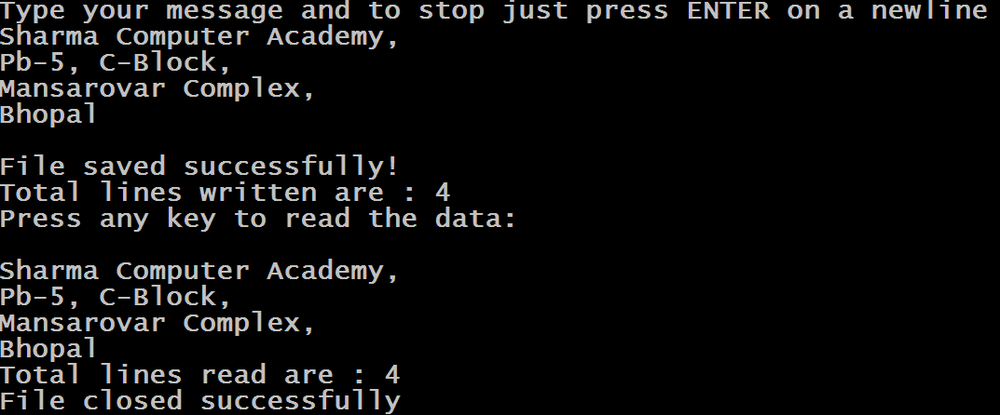 Type your message and to stop just press ENTER on a newline
Sharma Computer Academy,
Pb-5, C-Block,
Mansarovar Complex,
Bhopal
File saved successfully!
Total lines written are : 4
Press any key to read the data:
Sharma Computer Academy,
Pb-5, C-Block,
Mansarovar Complex,
Bhopal
Total lines read are : 4
File closed successfully